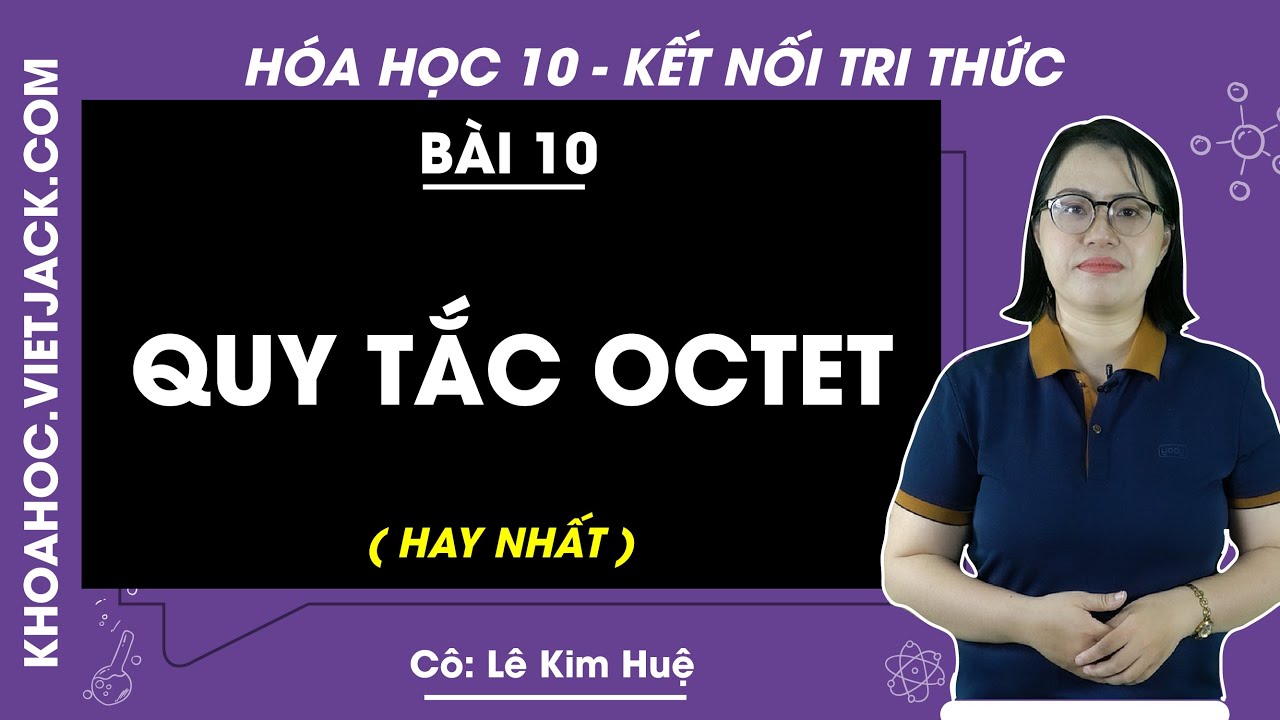 HÓA HỌC 10 - KẾT NỐI TRI THỨC
KHOAHOC.VIETJACK.COM
BÀI 10
QUY TẮC OCTET
( HAY NHẤT )
Cô: Lê Kim Huệ